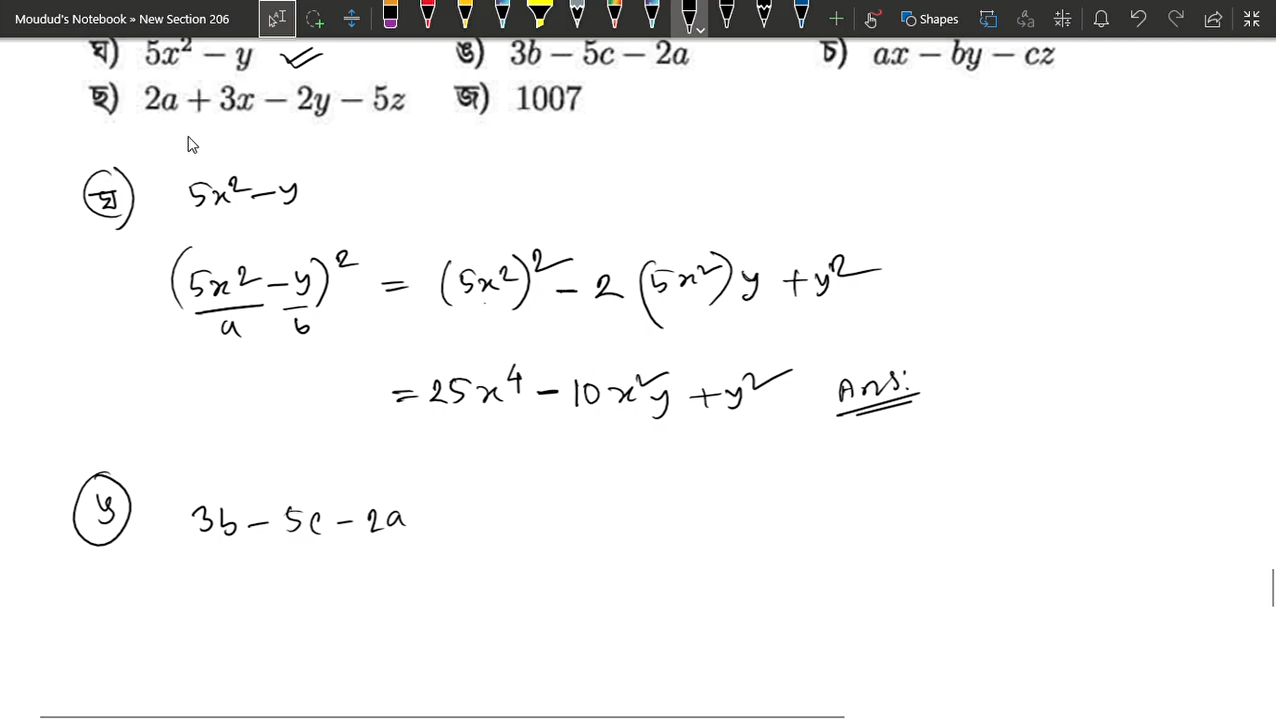 Moudud's Notebook » New Section 206 Shapes
ঘ) 5x² − y ঙ) 3b − 5c − 2a চ) ax − by − cz
ছ) 2a + 3x − 2y − 5z জ) 1007
ঘ) 5x² − y
(5x² − y)² = (5x²)² − 2 (5x²) y + y²
a b
= 25x⁴ − 10x²y + y² Ans:
ঙ 3b − 5c − 2a